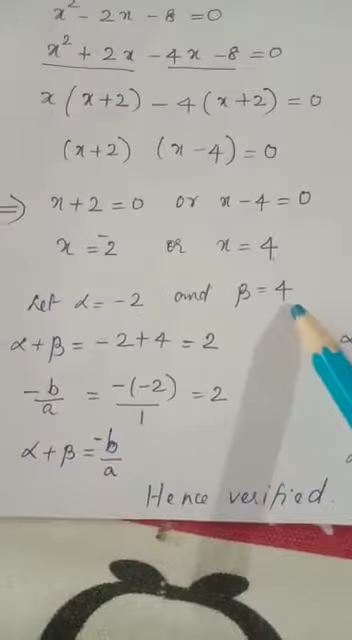 x² - 2x - 8 = 0
x² + 2x - 4x - 8 = 0
x(x+2) - 4(x+2) = 0
(x+2) (x-4) = 0
⇒ x+2 = 0 or x-4 = 0
x = -2 or x = 4
Let α = -2 and β = 4
α+β = -2+4 = 2
-b/a = -(-2)/1 = 2
α+β = -b/a
Hence verified.